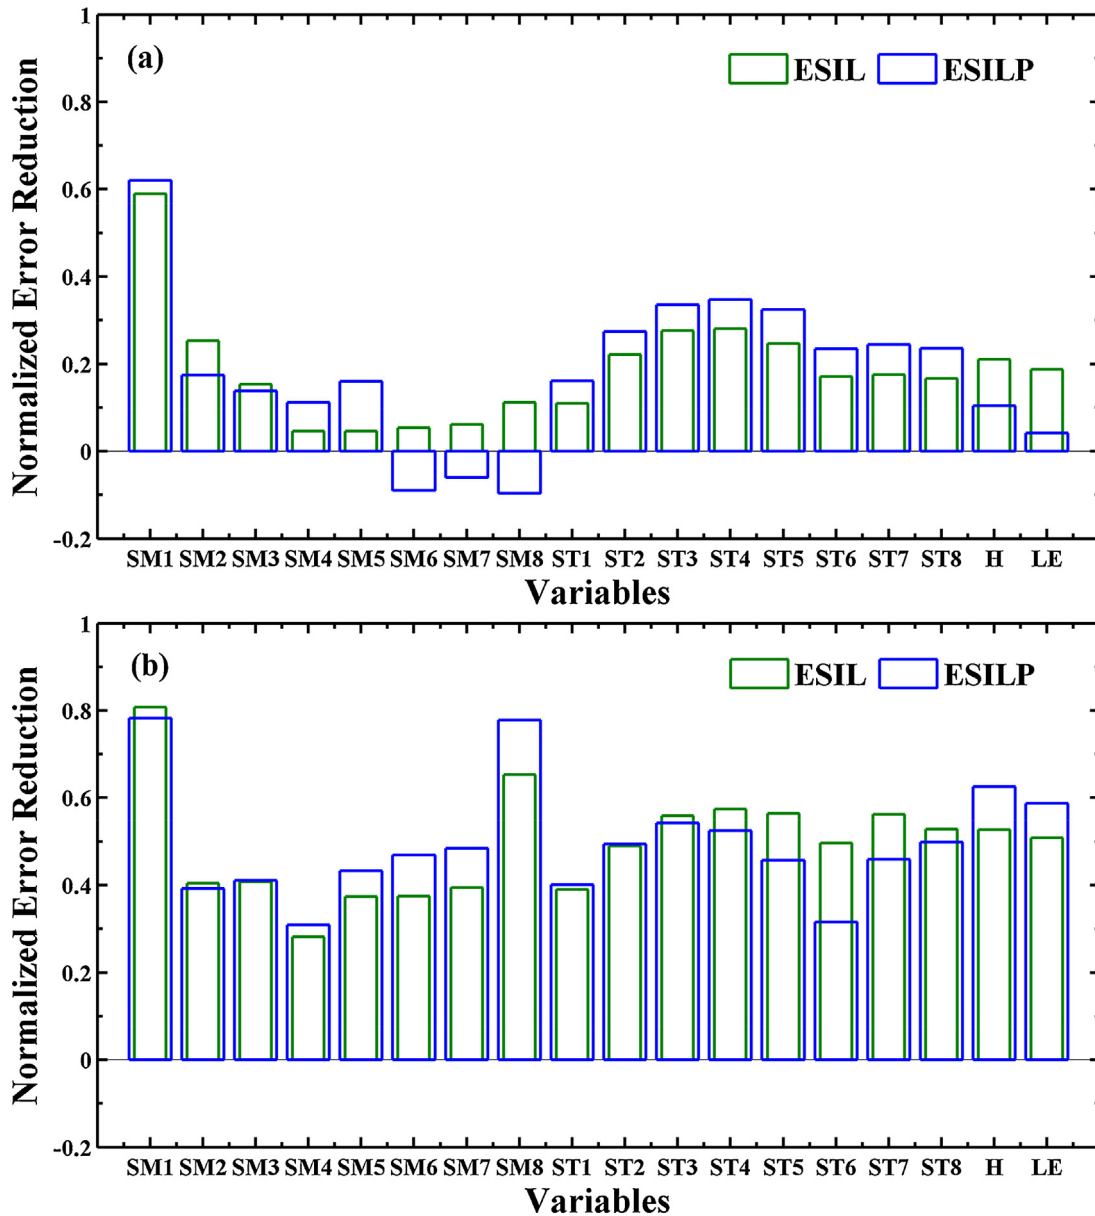 (a)
ESIL ESILP
Normalized Error Reduction
1
0.8
0.6
0.4
0.2
0
-0.2
SM1 SM2 SM3 SM4 SM5 SM6 SM7 SM8 ST1 ST2 ST3 ST4 ST5 ST6 ST7 ST8 H LE
Variables
(b)
ESIL ESILP
Normalized Error Reduction
1
0.8
0.6
0.4
0.2
0
-0.2
SM1 SM2 SM3 SM4 SM5 SM6 SM7 SM8 ST1 ST2 ST3 ST4 ST5 ST6 ST7 ST8 H LE
Variables